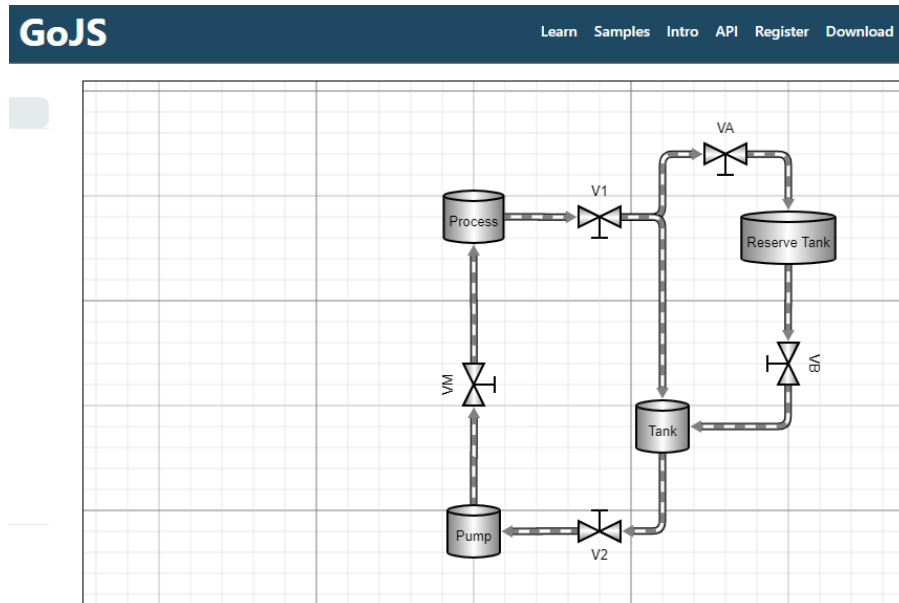 GoJS
Learn Samples Intro API Register Download
VA
V1
Process
Reserve Tank
VM
VB
Tank
Pump
V2